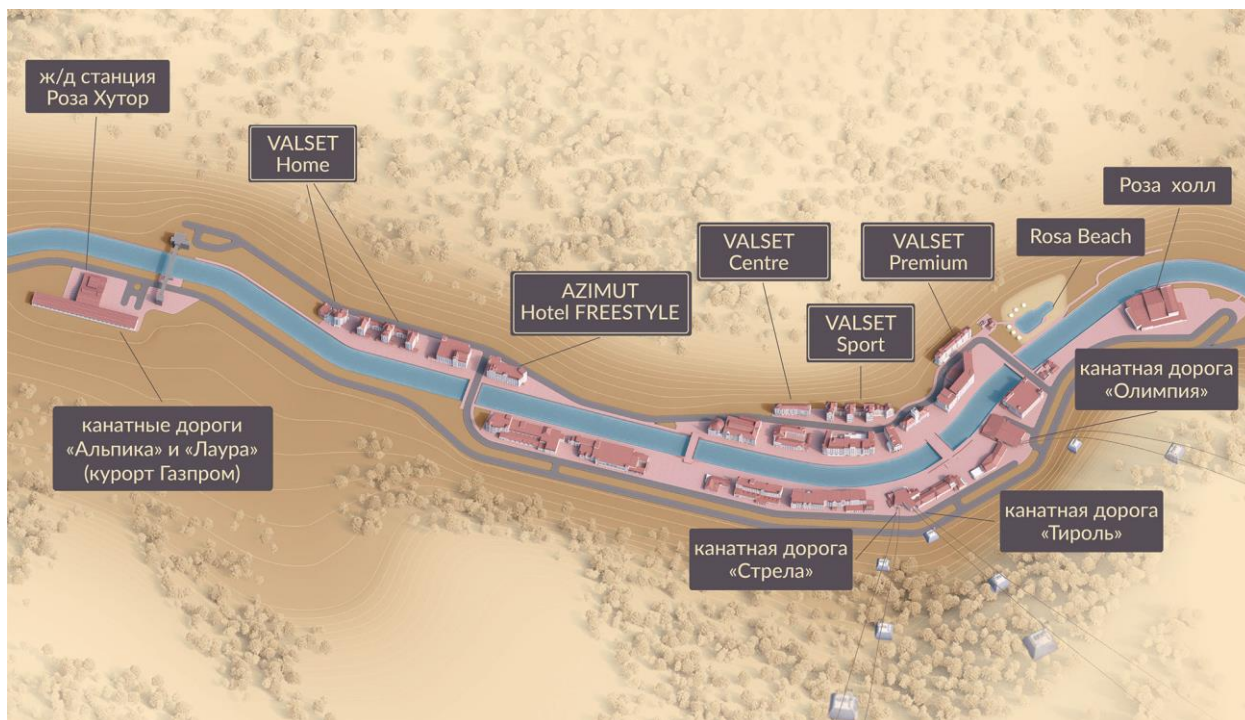 ж/д станция
Роза Хутор
VALSET
Home
AZIMUT
Hotel FREESTYLE
VALSET
Centre
VALSET
Sport
VALSET
Premium
Rosa Beach
Роза холл
канатная дорога
«Олимпия»
канатные дороги
«Альпика» и «Лаура»
(курорт Газпром)
канатная дорога
«Стрела»
канатная дорога
«Тироль»